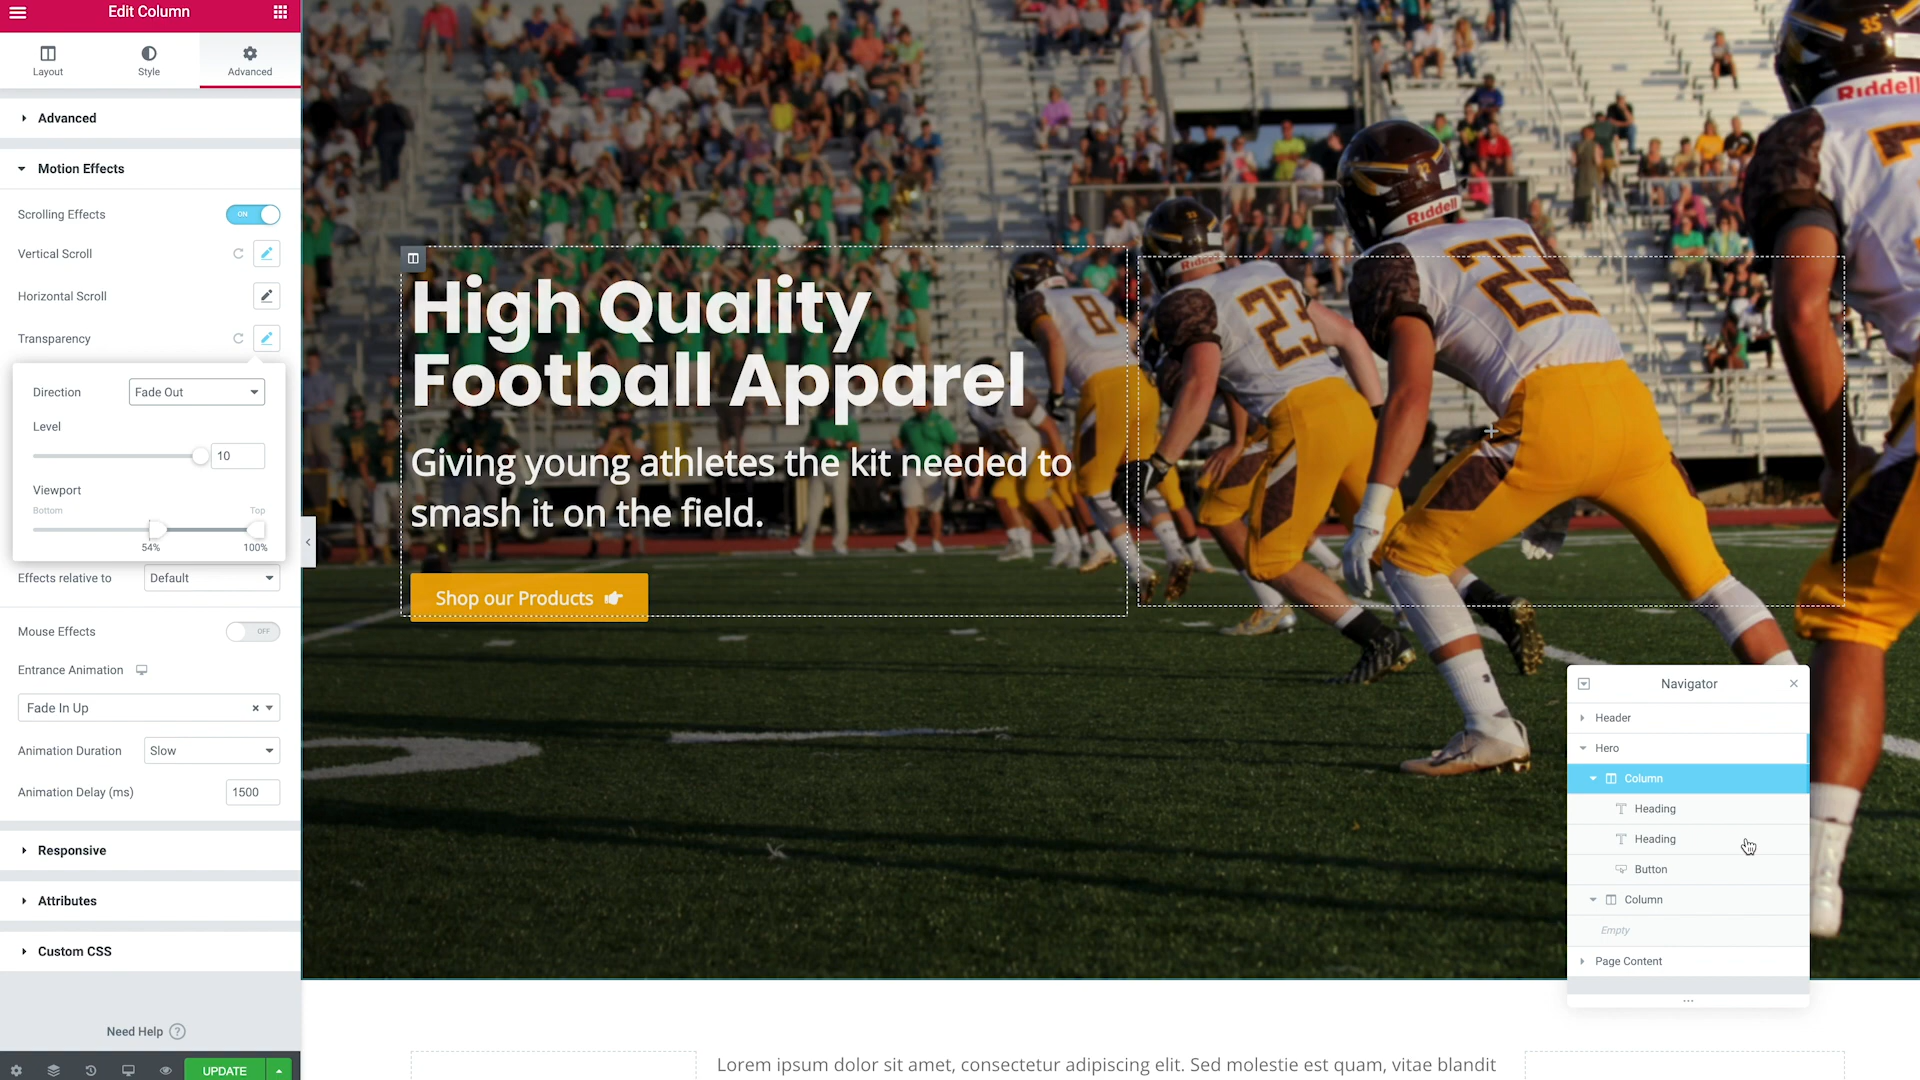 Edit Column
Layout
Style
Advanced
Advanced
Motion Effects
Scrolling Effects
ON
Vertical Scroll
Horizontal Scroll
Transparency
Direction
Fade Out
Level
10
Viewport
Bottom
Top
54%
100%
Effects relative to
Default
Mouse Effects
OFF
Entrance Animation
Fade In Up
Animation Duration
Slow
Animation Delay (ms)
1500
Responsive
Attributes
Custom CSS
Need Help
UPDATE
High Quality
Football Apparel
Giving young athletes the kit needed to
smash it on the field.
Shop our Products
8
23
22
35
Riddell
Riddell
Riddell
Navigator
Header
Hero
Column
Heading
Heading
Button
Column
Empty
Page Content
Lorem ipsum dolor sit amet, consectetur adipiscing elit. Sed molestie est quam, vitae blandit